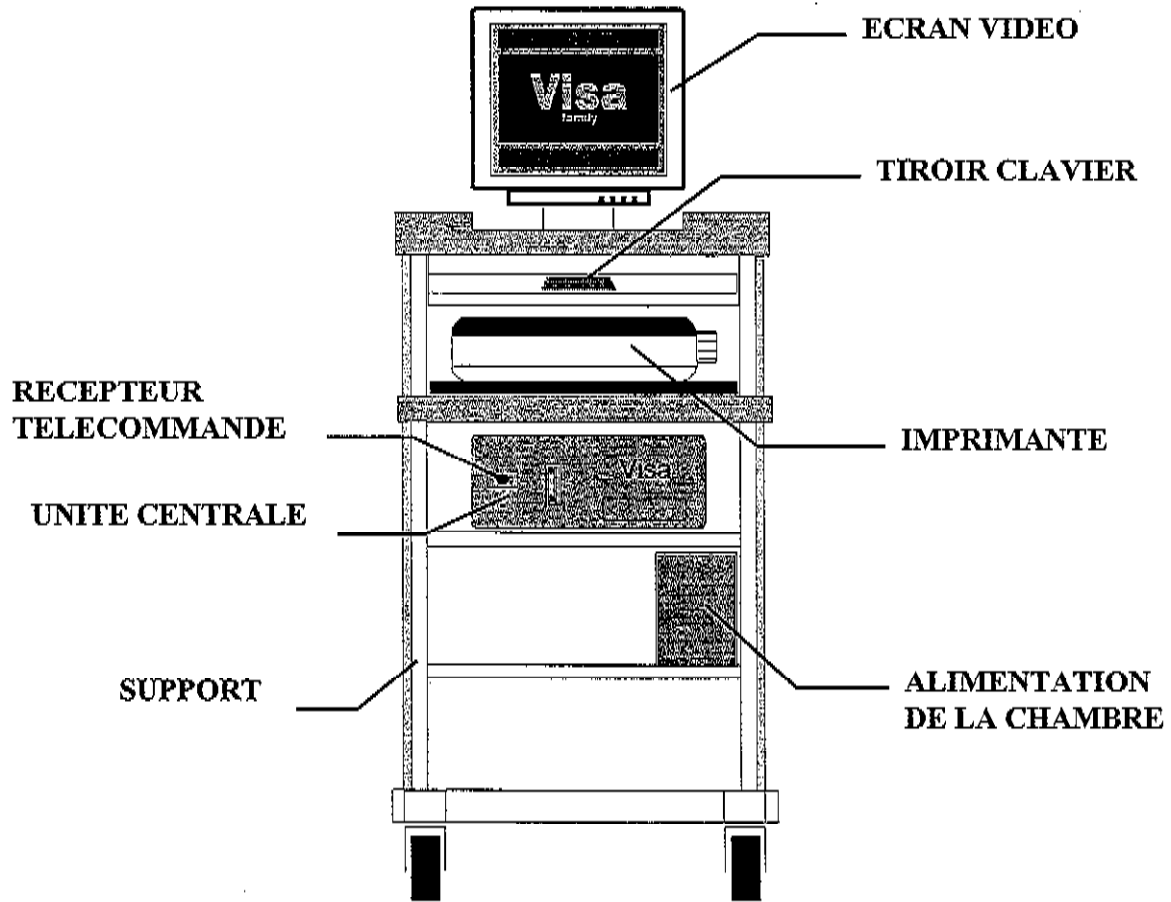 ECRAN VIDEO
Visa
family
TIROIR CLAVIER
RECEPTEUR
TELECOMMANDE
IMPRIMANTE
Visa
UNITE CENTRALE
SUPPORT
ALIMENTATION
DE LA CHAMBRE